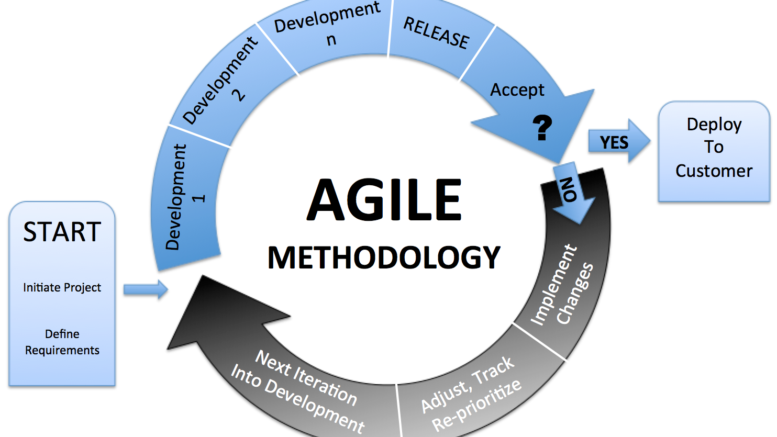 START
Initiate Project
Define
Requirements
Development
1
Development
2
Development
n
RELEASE
Accept
?
YES
Deploy
To
Customer
NO
Implement
Changes
Adjust, Track
Re-prioritize
Next Iteration
Into Development
AGILE
METHODOLOGY